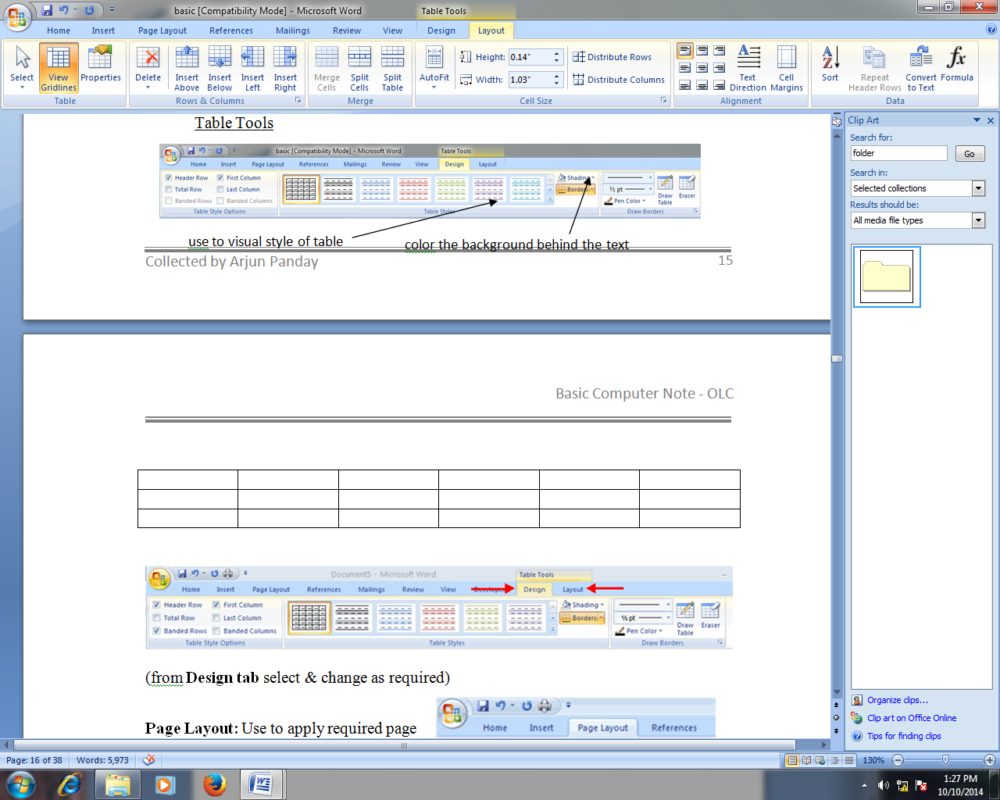 basic [Compatibility Mode] - Microsoft Word
Table Tools
Home Insert Page Layout References Mailings Review View Design Layout
Select View Gridlines Properties
Table
Delete Insert Above Insert Below Insert Left Insert Right
Rows & Columns
Merge Cells Split Cells Split Table
Merge
AutoFit
Height: 0.14"
Width: 1.03"
Distribute Rows
Distribute Columns
Cell Size
Text Direction Cell Margins
Alignment
Sort Repeat Header Rows Convert to Text Formula
Data
Table Tools
basic [Compatibility Mode] - Microsoft Word Table Tools
Home Insert Page Layout References Mailings Review View Design Layout
Header Row First Column
Total Row Last Column
Banded Rows Banded Columns
Table Style Options
Table Styles
Shading
Borders
½ pt
Pen Color
Draw Table Eraser
Draw Borders
use to visual style of table
color the background behind the text
Collected by Arjun Panday 15
Basic Computer Note - OLC
Document5 - Microsoft Word Table Tools
Home Insert Page Layout References Mailings Review View Developer Design Layout
Header Row First Column
Total Row Last Column
Banded Rows Banded Columns
Table Style Options
Table Styles
Shading
Borders
½ pt
Pen Color
Draw Table Eraser
Draw Borders
(from Design tab select & change as required)
Page Layout: Use to apply required page
Home Insert Page Layout References
Clip Art
Search for:
folder Go
Search in:
Selected collections
Results should be:
All media file types
Organize clips...
Clip art on Office Online
Tips for finding clips
Page: 16 of 38 Words: 5,973 130%
1:27 PM
10/10/2014